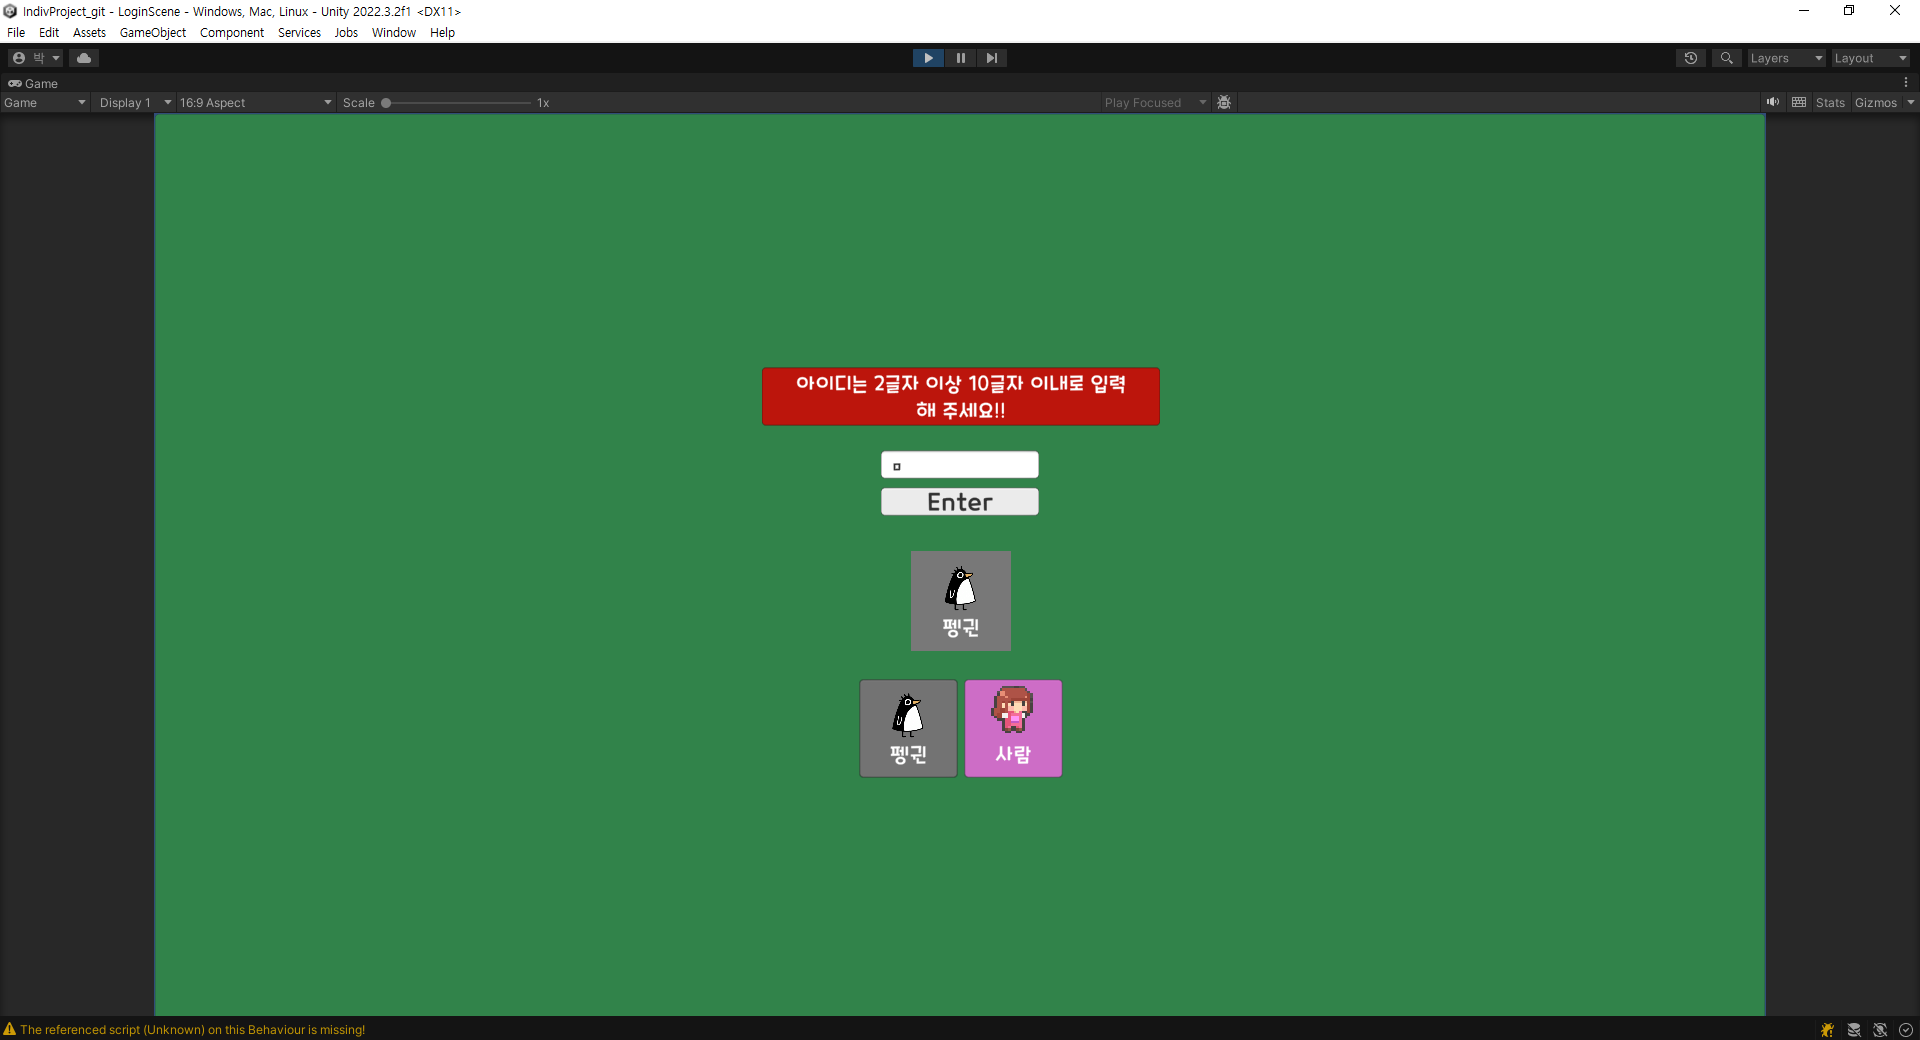 IndivProject_git - LoginScene - Windows, Mac, Linux - Unity 2022.3.2f1 <DX11>
File Edit Assets GameObject Component Services Jobs Window Help
박 Layers Layout
Game
Game Display 1 16:9 Aspect Scale 1x Play Focused Stats Gizmos
아이디는 2글자 이상 10글자 이내로 입력
해 주세요!!
ㅁ
Enter
펭귄
펭귄 사람
The referenced script (Unknown) on this Behaviour is missing!